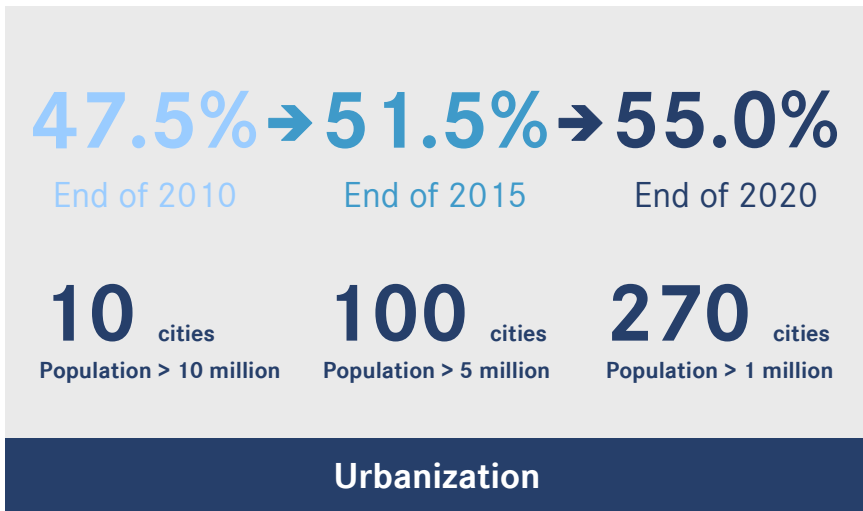 47.5% ➔ 51.5% ➔ 55.0%
End of 2010 End of 2015 End of 2020
10 cities 100 cities 270 cities
Population > 10 million Population > 5 million Population > 1 million
Urbanization